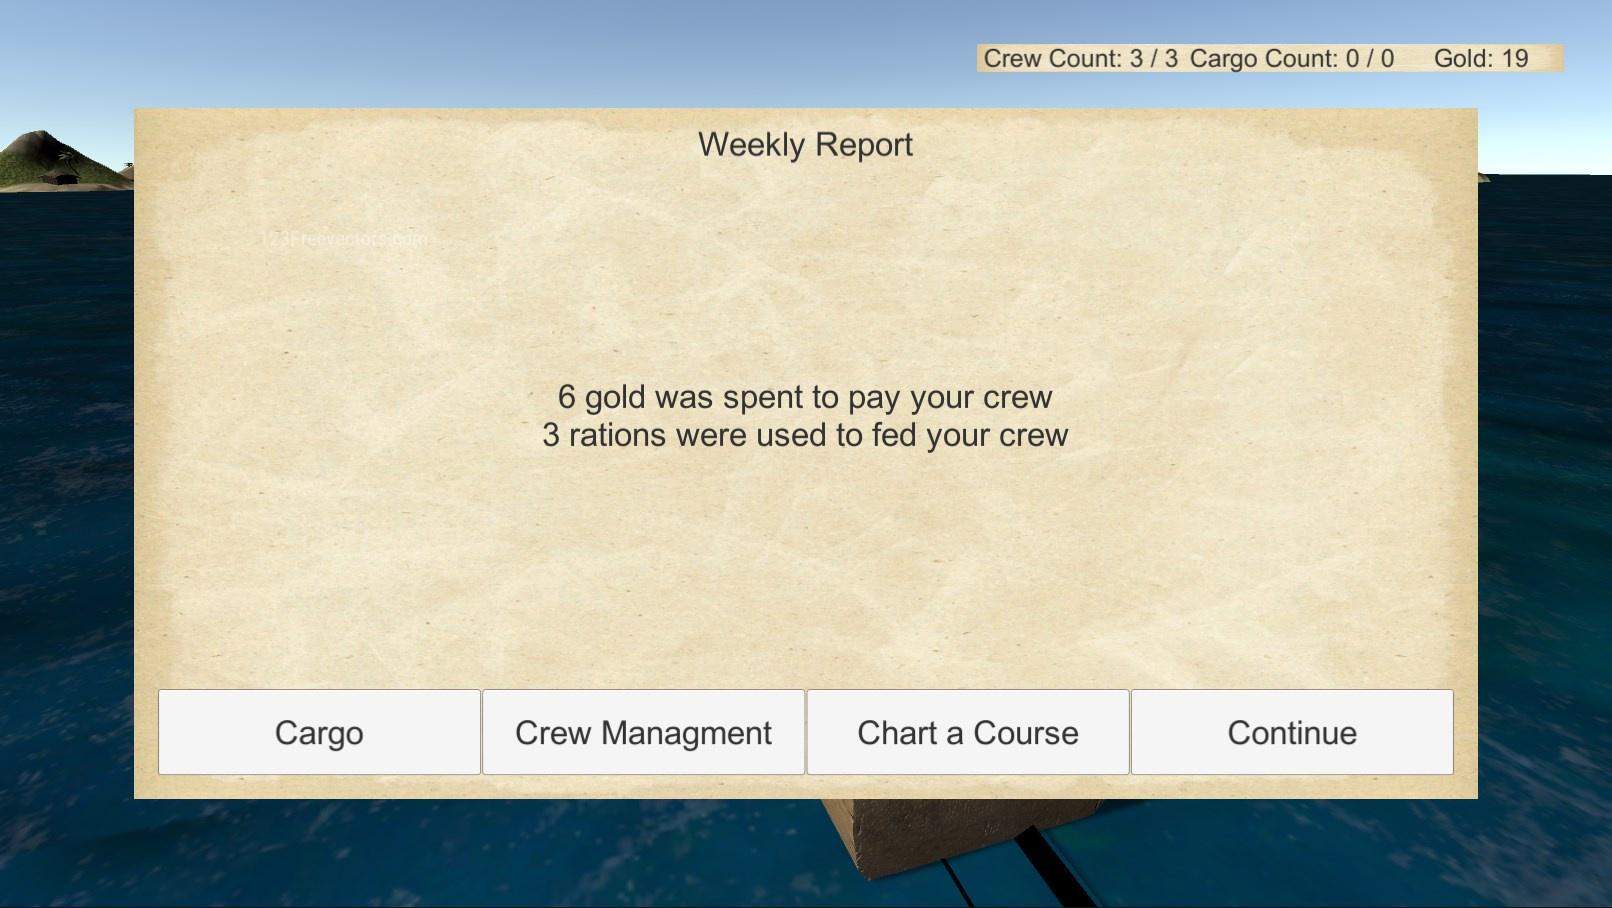 Crew Count: 3 / 3 Cargo Count: 0 / 0 Gold: 19
Weekly Report
123Freevectors.com
6 gold was spent to pay your crew
3 rations were used to fed your crew
Cargo
Crew Managment
Chart a Course
Continue